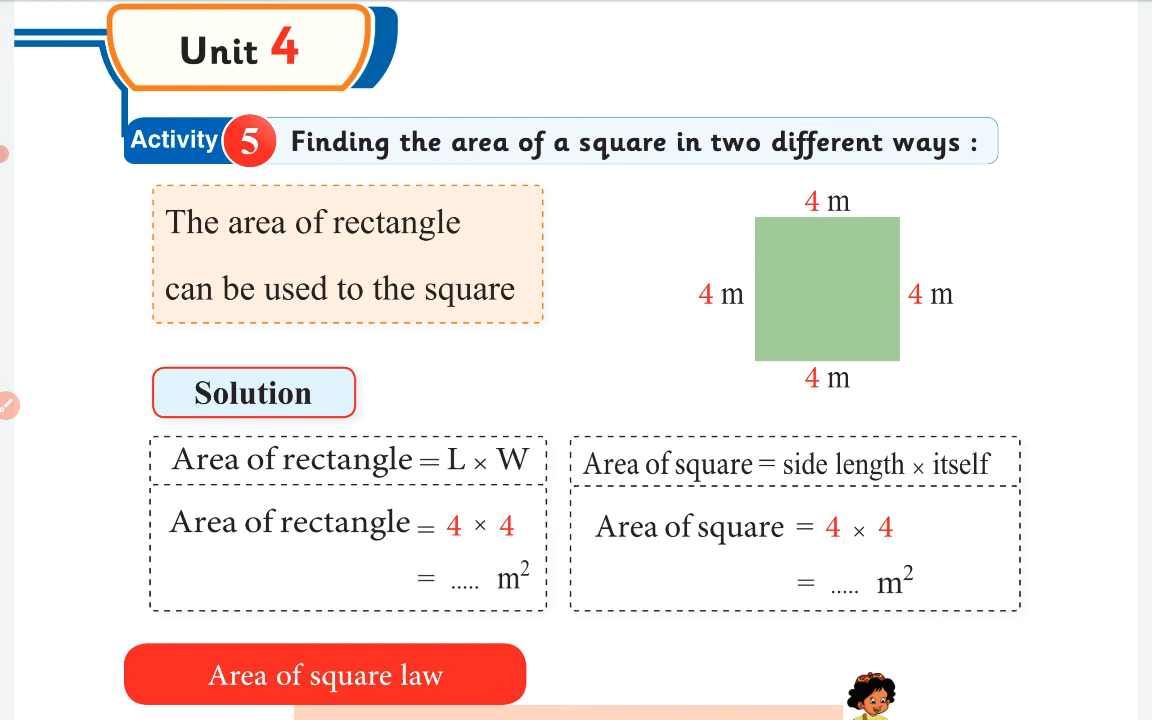 Unit 4
Activity 5 Finding the area of a square in two different ways :
The area of rectangle
can be used to the square
4 m
4 m
4 m
4 m
Solution
Area of rectangle = L × W
Area of rectangle = 4 × 4
= ..... m²
Area of square = side length × itself
Area of square = 4 × 4
= ..... m²
Area of square law